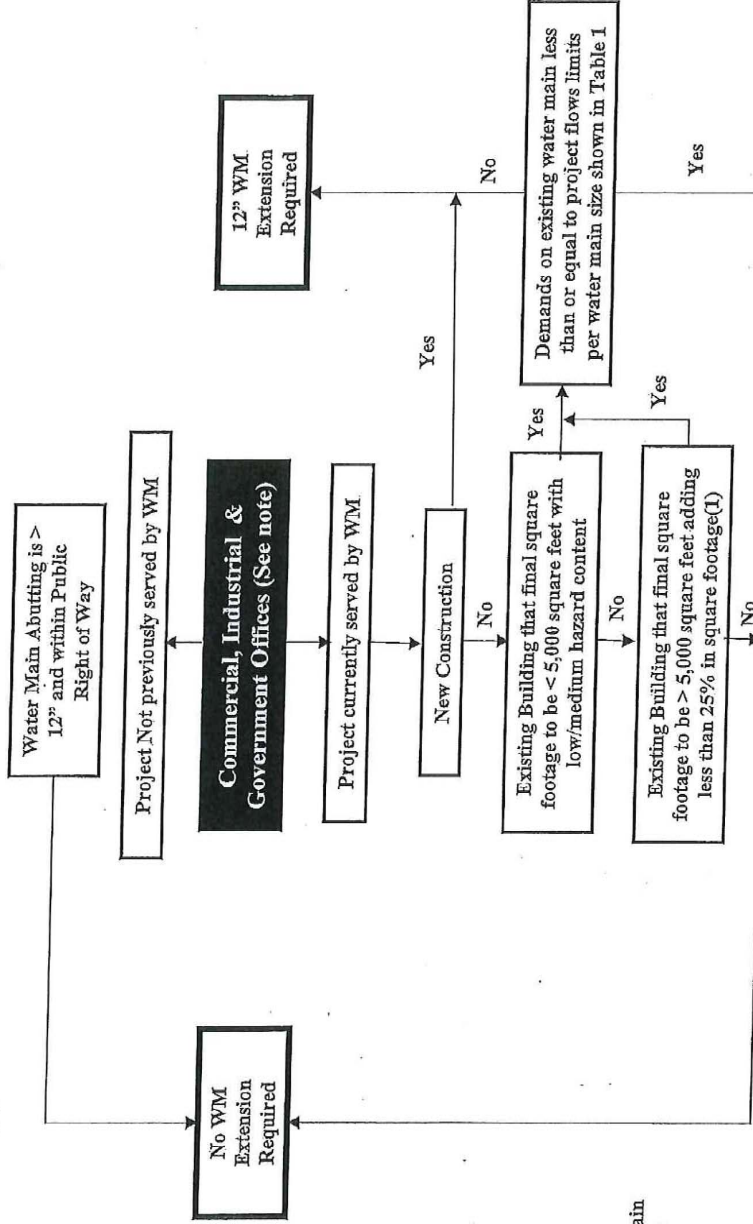 Water Main Abutting is >
12” and within Public
Right of Way
Project Not previously served by WM
Commercial, Industrial &
Government Offices (See note)
Project currently served by WM
New Construction
Yes
No
12” WM
Extension
Required
No WM
Extension
Required
Existing Building that final square
footage to be < 5,000 square feet with
low/medium hazard content
Yes
No
Demands on existing water main less
than or equal to project flows limits
per water main size shown in Table 1
No
Yes
Existing Building that final square
footage to be > 5,000 square feet adding
less than 25% in square footage(1)
Yes
No
ain